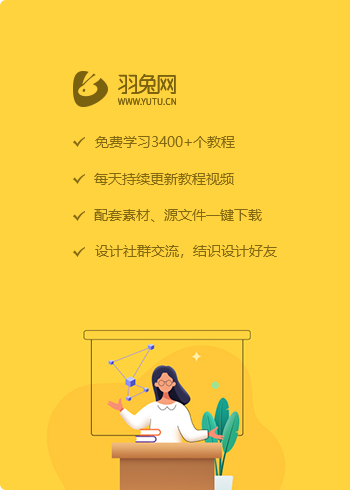 羽兔网
WWW.YUTU.CN
免费学习3400+个教程
每天持续更新教程视频
配套素材、源文件一键下载
设计社群交流，结识设计好友